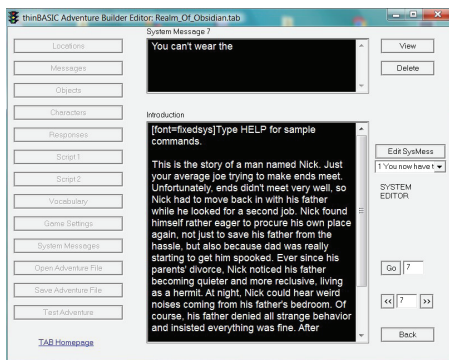 thinBASIC Adventure Builder Editor: Realm_Of_Obsidian.tab
System Message 7
Locations
Messages
Objects
Characters
Responses
Script 1
Script 2
Vocabulary
Game Settings
System Messages
Open Adventure File
Save Adventure File
Test Adventure
TAB Homepage
You can't wear the
Introduction
[font=fixedsys]Type HELP for sample
commands.
This is the story of a man named Nick. Just
your average joe trying to make ends meet.
Unfortunately, ends didn't meet very well, so
Nick had to move back in with his father
while he looked for a second job. Nick found
himself rather eager to procure his own place
again, not just to save his father from the
hassle, but also because dad was really
starting to get him spooked. Ever since his
parents' divorce, Nick noticed his father
becoming quieter and more reclusive, living
as a hermit. At night, Nick could hear weird
noises coming from his father's bedroom. Of
course, his father denied all strange behavior
and insisted everything was fine. After
View
Delete
Edit SysMess
1 You now have t
SYSTEM
EDITOR
Go 7
<< 7 >>
Back